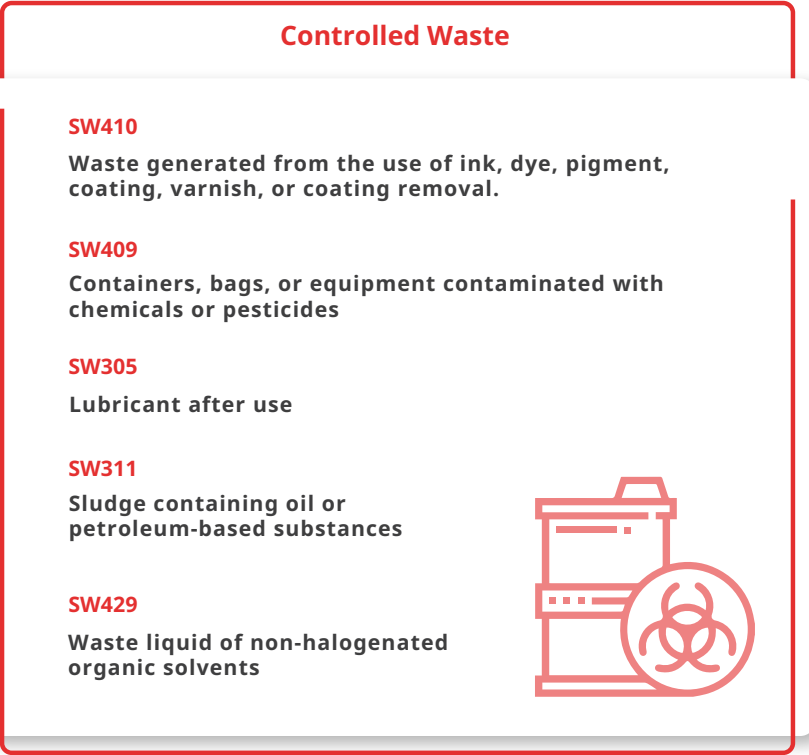 Controlled Waste
SW410
Waste generated from the use of ink, dye, pigment,
coating, varnish, or coating removal.
SW409
Containers, bags, or equipment contaminated with
chemicals or pesticides
SW305
Lubricant after use
SW311
Sludge containing oil or
petroleum-based substances
SW429
Waste liquid of non-halogenated
organic solvents